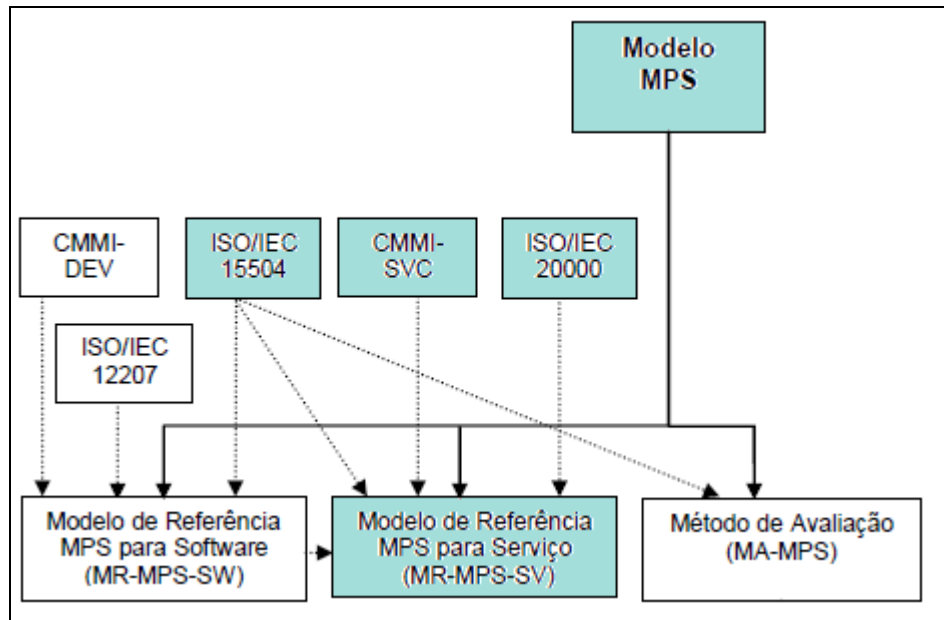 Modelo
MPS
CMMI-
DEV
ISO/IEC
15504
CMMI-
SVC
ISO/IEC
20000
ISO/IEC
12207
Modelo de Referência
MPS para Software
(MR-MPS-SW)
Modelo de Referência
MPS para Serviço
(MR-MPS-SV)
Método de Avaliação
(MA-MPS)